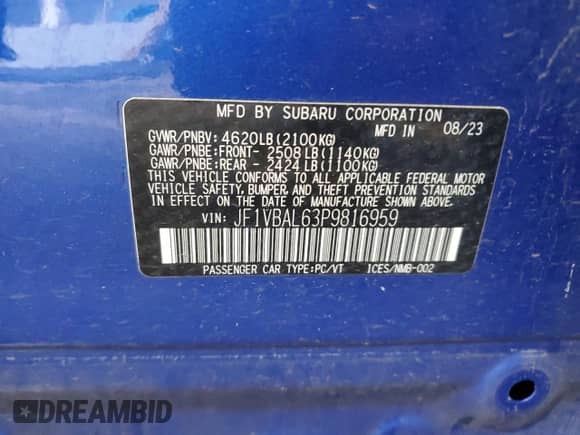 MFD BY SUBARU CORPORATION
MFD IN 08/23
GVWR/PNBV: 4620LB(2100KG)
GAWR/PNBE:FRONT- 2508LB(1140KG)
GAWR/PNBE:REAR - 2424LB(1100KG)
THIS VEHICLE CONFORMS TO ALL APPLICABLE FEDERAL MOTOR
VEHICLE SAFETY, BUMPER, AND THEFT PREVENTION STANDARDS
IN EFFECT ON THE DATE OF MANUFACTURE SHOWN ABOVE.
VIN: JF1VBAL63P9816959
PASSENGER CAR TYPE:PC/VT ICES/NMB-002
DREAMBID